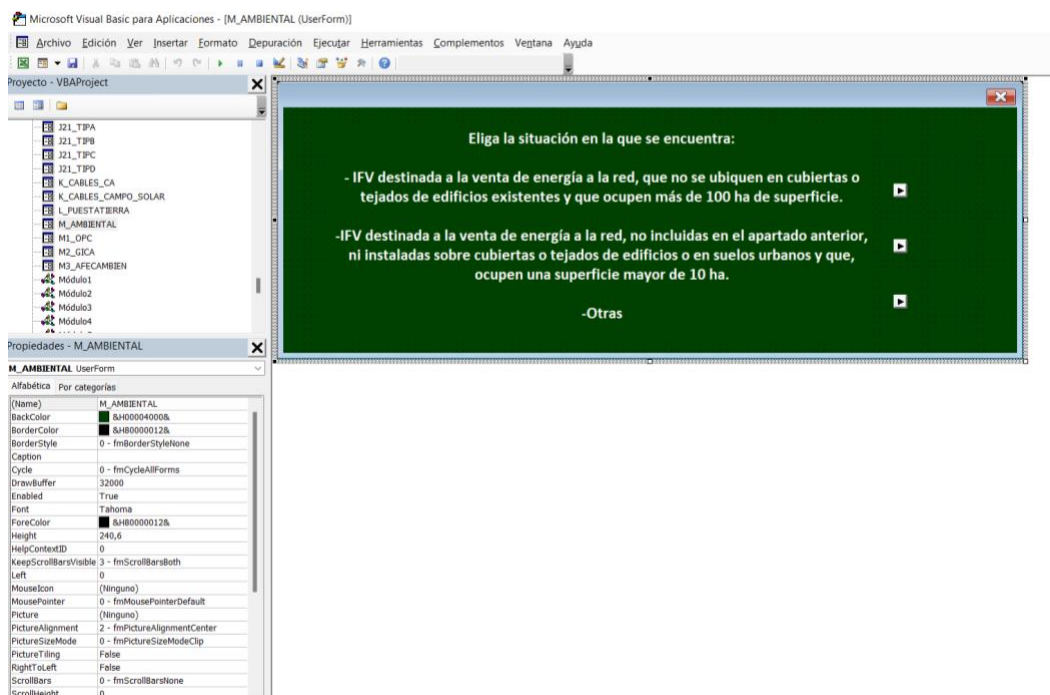 Microsoft Visual Basic para Aplicaciones - [M_AMBIENTAL (UserForm)]
Archivo Edición Ver Insertar Formato Depuración Ejecutar Herramientas Complementos Ventana Ayuda
Proyecto - VBAProject
J21_TIPA
J21_TIPB
J21_TIPC
J21_TIPD
K_CABLES_CA
K_CABLES_CAMPO_SOLAR
L_PUESTATIERRA
M_AMBIENTAL
M1_OPC
M2_GICA
M3_AFECAMBIEN
Módulo1
Módulo2
Módulo3
Módulo4
Eliga la situación en la que se encuentra:
- IFV destinada a la venta de energía a la red, que no se ubiquen en cubiertas o
tejados de edificios existentes y que ocupen más de 100 ha de superficie.
-IFV destinada a la venta de energía a la red, no incluidas en el apartado anterior,
ni instaladas sobre cubiertas o tejados de edificios o en suelos urbanos y que,
ocupen una superficie mayor de 10 ha.
-Otras
Propiedades - M_AMBIENTAL
M_AMBIENTAL UserForm
Alfabética Por categorías
(Name) M_AMBIENTAL
BackColor &H00004000&
BorderColor &H80000012&
BorderStyle 0 - fmBorderStyleNone
Caption
Cycle 0 - fmCycleAllForms
DrawBuffer 32000
Enabled True
Font Tahoma
ForeColor &H80000012&
Height 240,6
HelpContextID 0
KeepScrollBarsVisible 3 - fmScrollBarsBoth
Left 0
MouseIcon (Ninguno)
MousePointer 0 - fmMousePointerDefault
Picture (Ninguno)
PictureAlignment 2 - fmPictureAlignmentCenter
PictureSizeMode 0 - fmPictureSizeModeClip
PictureTiling False
RightToLeft False
ScrollBars 0 - fmScrollBarsNone
ScrollHeight 0